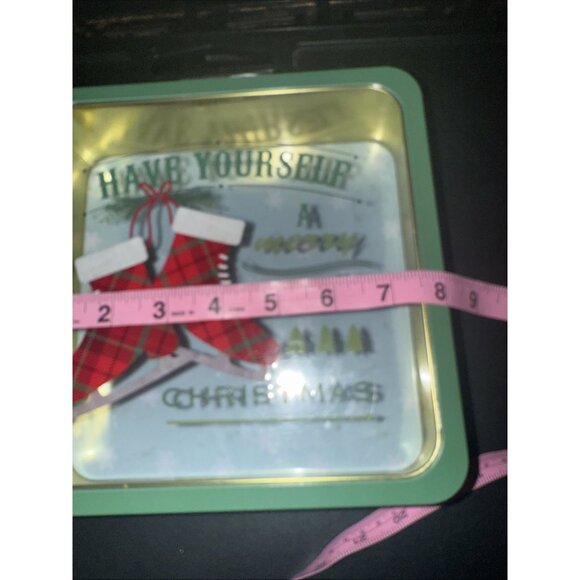 HAVE YOURSELF
A
merry
2 3 4 5 6 7 8 9
CHRISTMAS